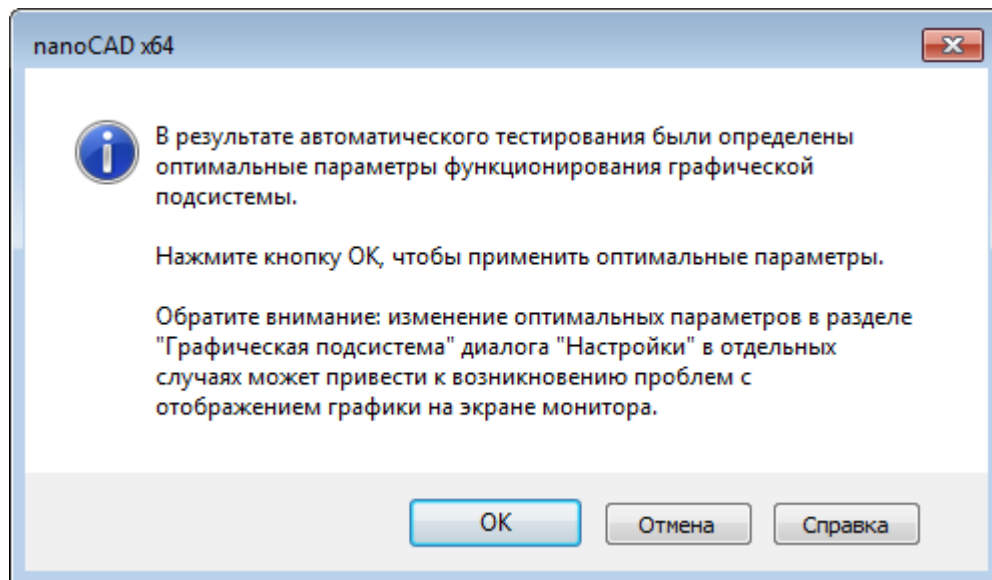 nanoCAD x64
В результате автоматического тестирования были определены
оптимальные параметры функционирования графической
подсистемы.
Нажмите кнопку ОК, чтобы применить оптимальные параметры.
Обратите внимание: изменение оптимальных параметров в разделе
"Графическая подсистема" диалога "Настройки" в отдельных
случаях может привести к возникновению проблем с
отображением графики на экране монитора.
ОК
Отмена
Справка